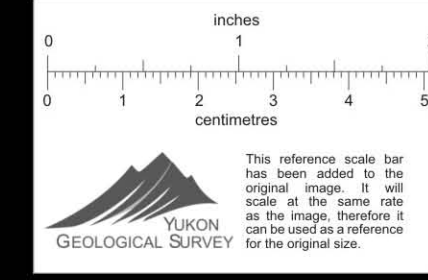 inches
0 1
0 1 2 3 4 5
centimetres
This reference scale bar
has been added to the
original image. It will
scale at the same rate
as the image, therefore it
can be used as a reference
for the original size.
YUKON
GEOLOGICAL SURVEY